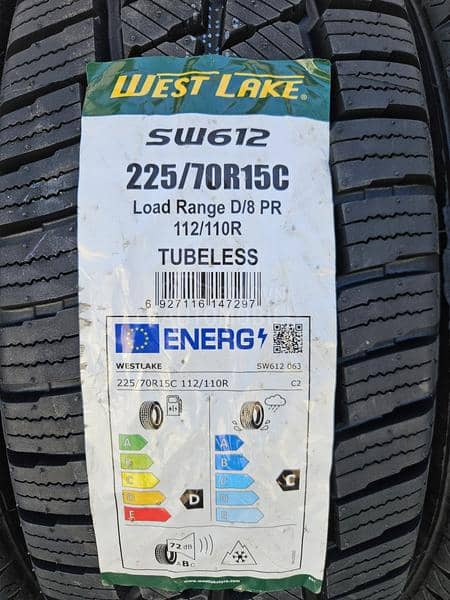 WEST LAKE®
SW612
225/70R15C
Load Range D/8 PR
112/110R
TUBELESS
6 927116 147297
ENERG
WESTLAKE SW612 063
225/70R15C 112/110R C2
A A
B B
C C C
D D D
E E
72 dB
ABC